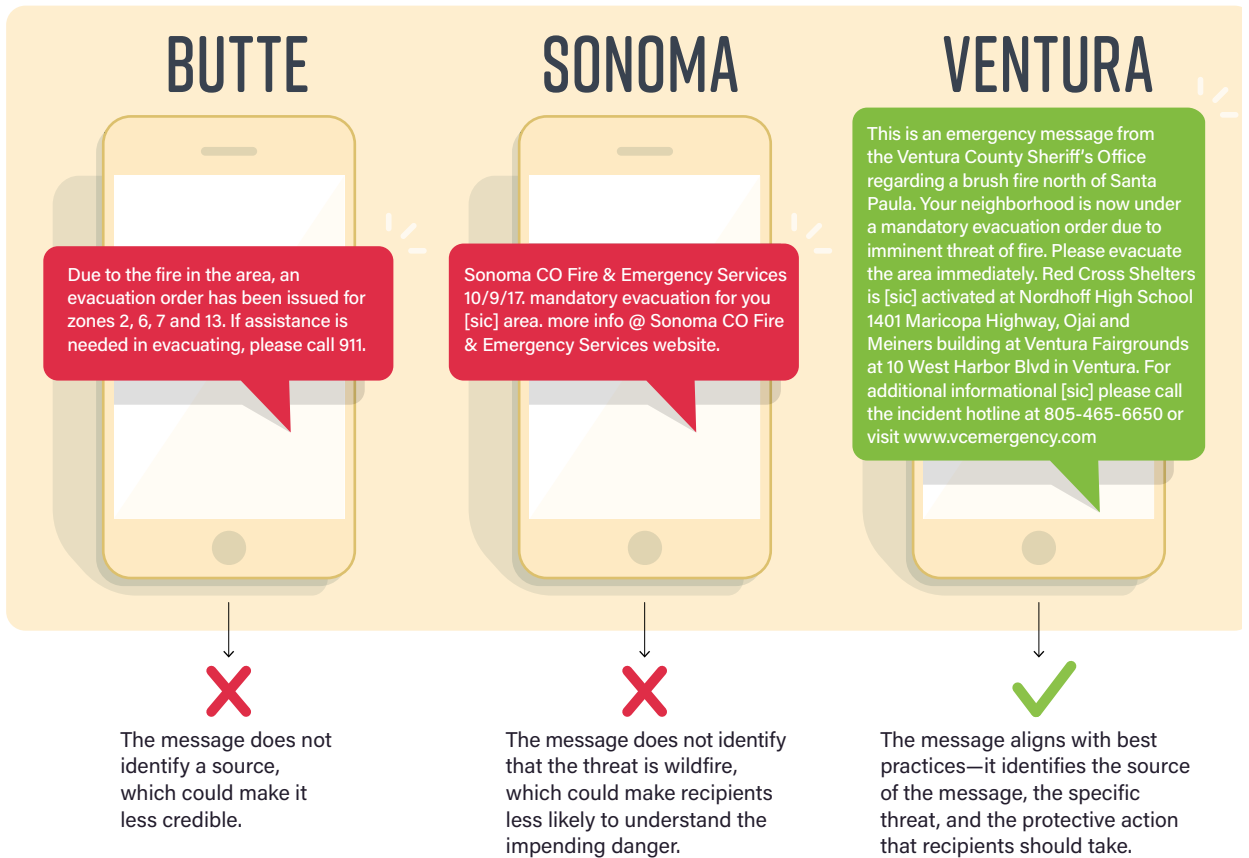 BUTTE
SONOMA
VENTURA
Due to the fire in the area, an
evacuation order has been issued for
zones 2, 6, 7 and 13. If assistance is
needed in evacuating, please call 911.
Sonoma CO Fire & Emergency Services
10/9/17. mandatory evacuation for you
[sic] area. more info @ Sonoma CO Fire
& Emergency Services website.
This is an emergency message from
the Ventura County Sheriff’s Office
regarding a brush fire north of Santa
Paula. Your neighborhood is now under
a mandatory evacuation order due to
imminent threat of fire. Please evacuate
the area immediately. Red Cross Shelters
is [sic] activated at Nordhoff High School
1401 Maricopa Highway, Ojai and
Meiners building at Ventura Fairgrounds
at 10 West Harbor Blvd in Ventura. For
additional informational [sic] please call
the incident hotline at 805-465-6650 or
visit www.vcemergency.com
The message does not
identify a source,
which could make it
less credible.
The message does not identify
that the threat is wildfire,
which could make recipients
less likely to understand the
impending danger.
The message aligns with best
practices—it identifies the source
of the message, the specific
threat, and the protective action
that recipients should take.